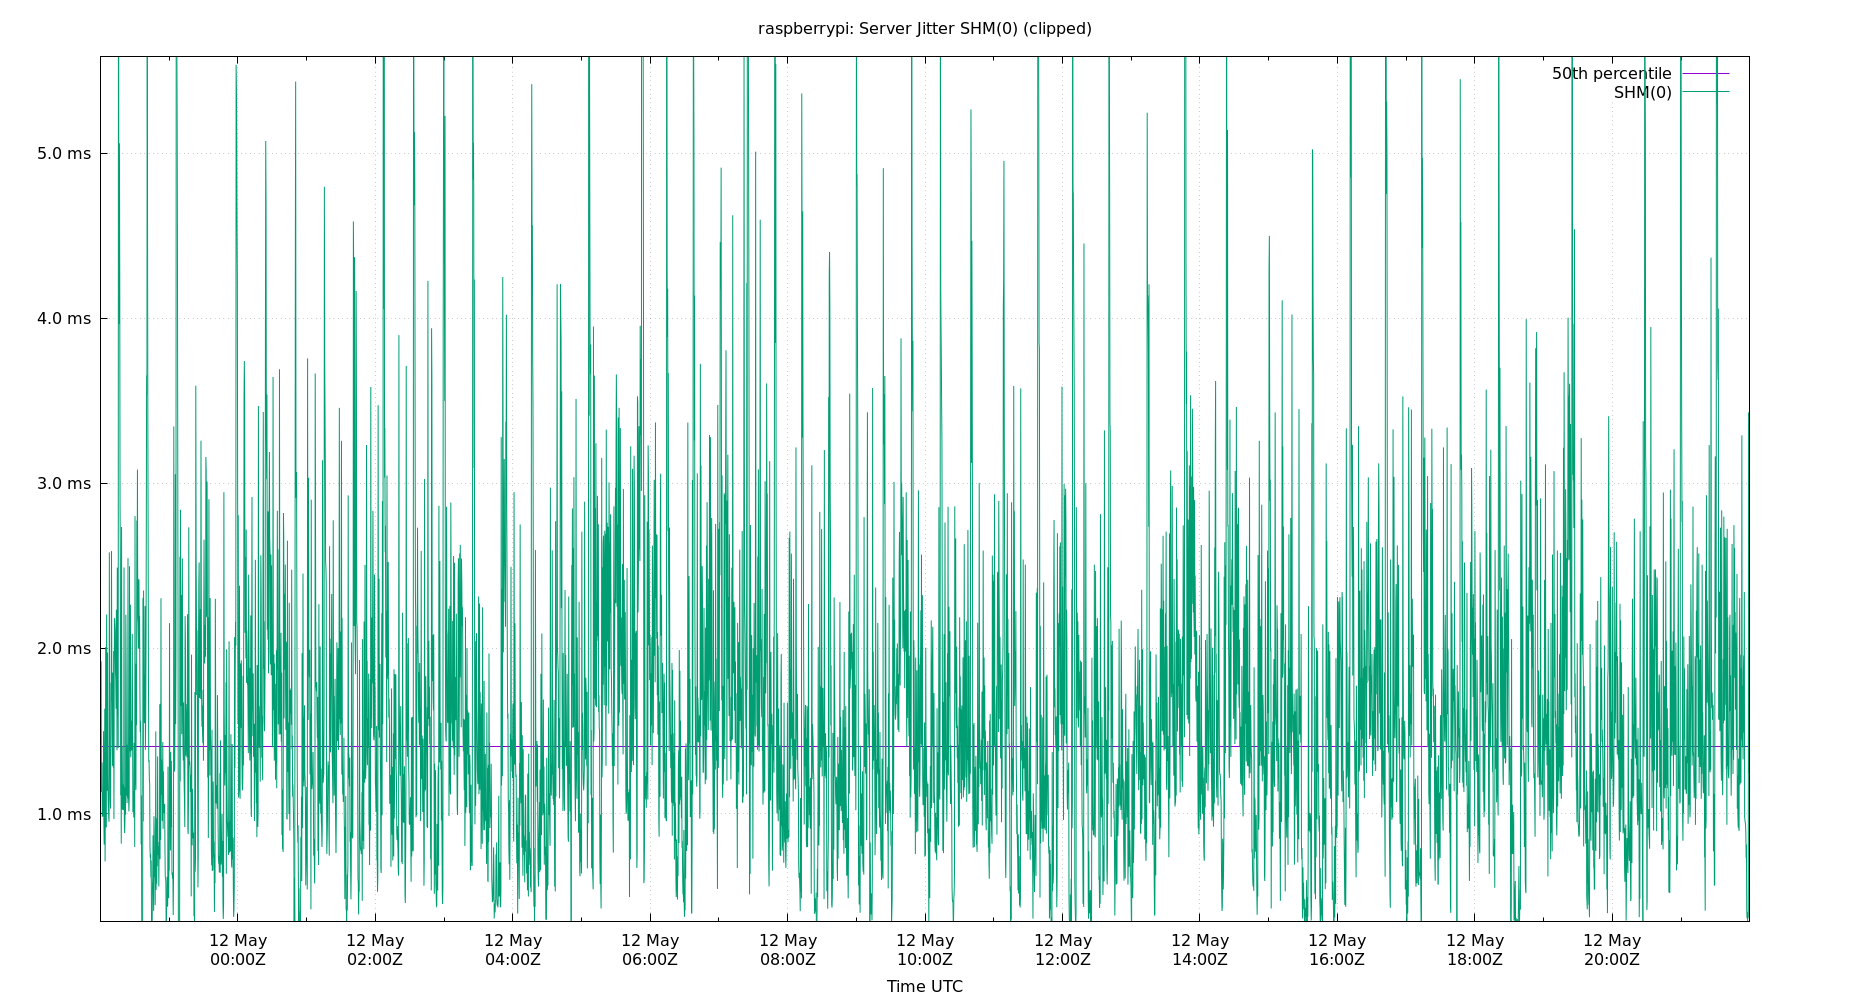 raspberrypi: Server Jitter SHM(0) (clipped)
50th percentile
SHM(0)
5.0 ms
4.0 ms
3.0 ms
2.0 ms
1.0 ms
12 May 12 May 12 May 12 May 12 May 12 May 12 May 12 May 12 May 12 May 12 May
00:00Z 02:00Z 04:00Z 06:00Z 08:00Z 10:00Z 12:00Z 14:00Z 16:00Z 18:00Z 20:00Z
Time UTC